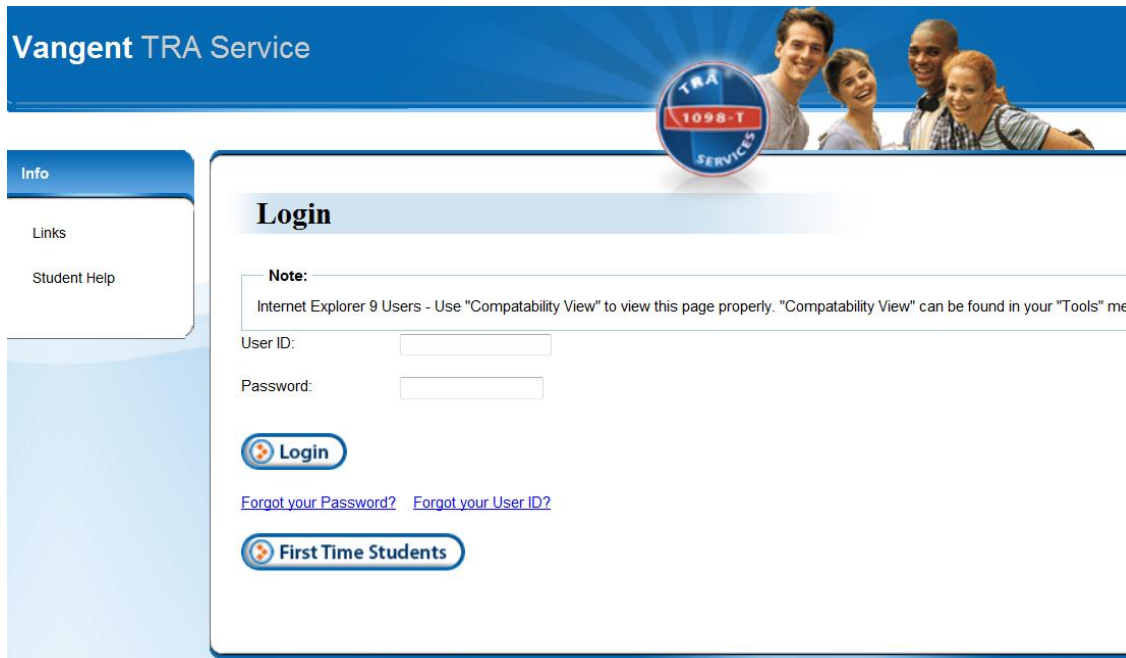 Vangent TRA Service
TRA
1098-T
SERVICES
Info
Links
Student Help
Login
Note:
Internet Explorer 9 Users - Use "Compatability View" to view this page properly. "Compatability View" can be found in your "Tools" me
User ID:
Password:
Login
Forgot your Password? Forgot your User ID?
First Time Students